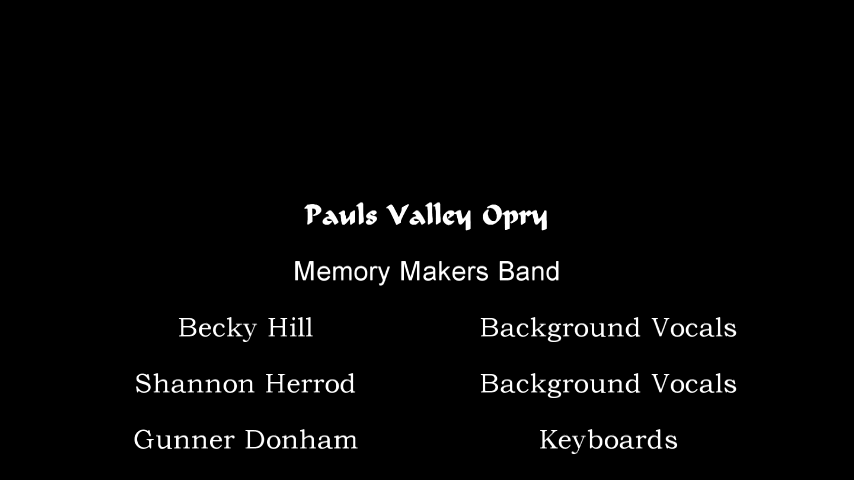 Pauls Valley Opry
Memory Makers Band
Becky Hill Background Vocals
Shannon Herrod Background Vocals
Gunner Donham Keyboards